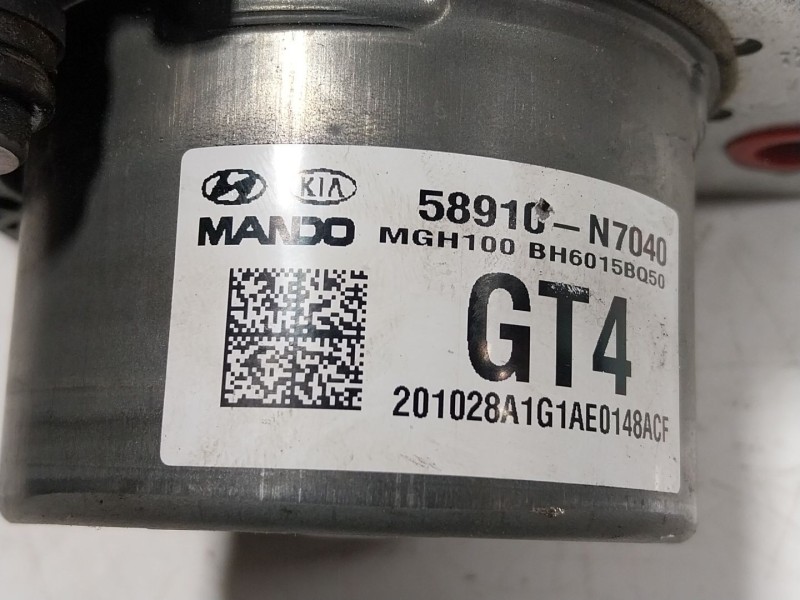 KIA
MANDO
58910-N7040
MGH100 BH6015BQ50
GT4
201028A1G1AE0148ACF